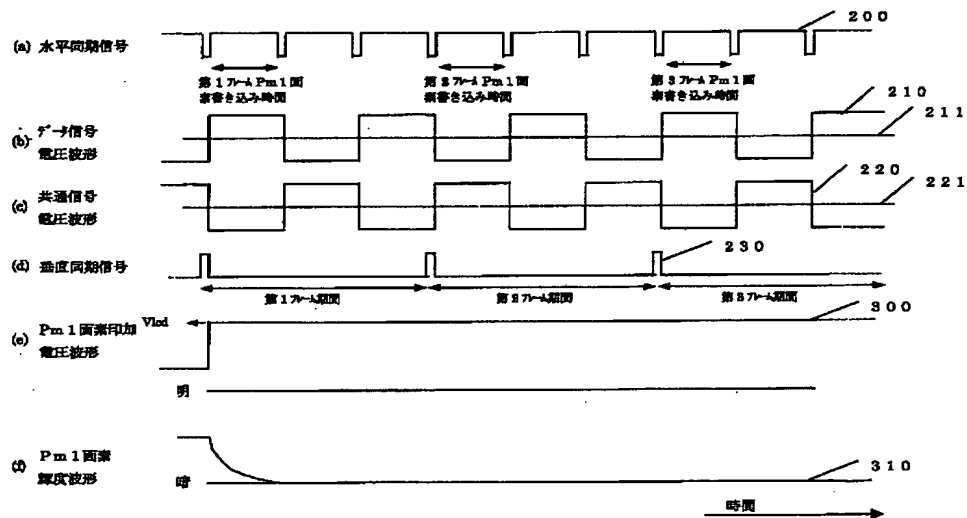 200
(a) 水平同期信号
第1フレームPm1画
素書き込み時間
第2フレームPm1画
素書き込み時間
第3フレームPm1画
素書き込み時間
210
(b) データ信号
電圧波形
211
220
(c) 共通信号
電圧波形
221
230
(d) 垂直同期信号
第1フレーム期間
第2フレーム期間
第3フレーム期間
300
(e) Pm1画素印加
電圧波形
Vlcd
明
(f) Pm1画素
輝度波形
暗
310
時間